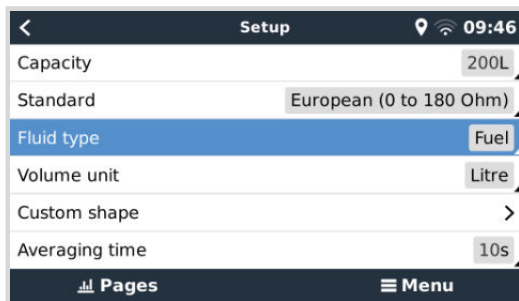 Setup 09:46
Capacity 200L
Standard European (0 to 180 Ohm)
Fluid type Fuel
Volume unit Litre
Custom shape
Averaging time 10s
Pages Menu